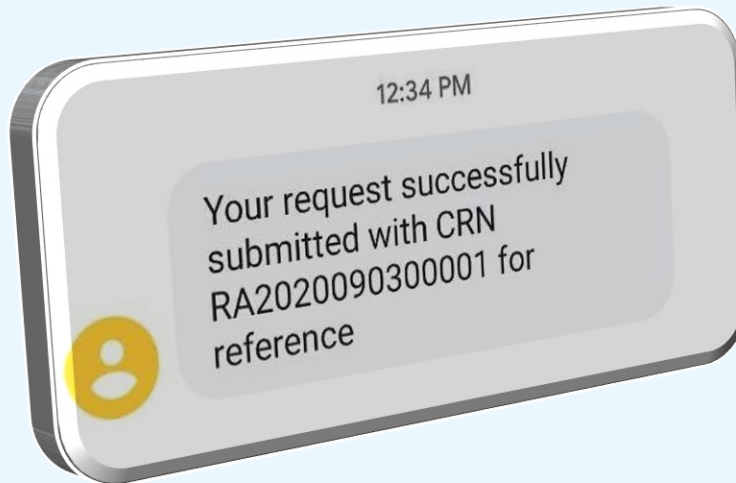 12:34 PM
Your request successfully
submitted with CRN
RA2020090300001 for
reference